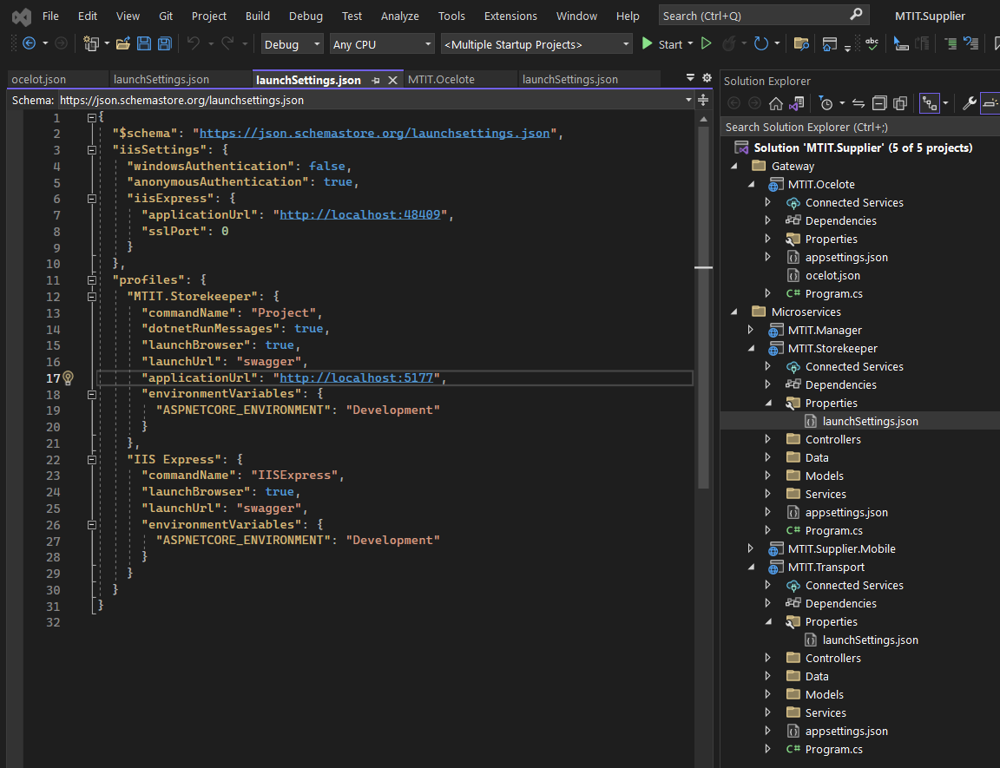 File Edit View Git Project Build Debug Test Analyze Tools Extensions Window Help Search (Ctrl+Q) MTIT.Supplier
Debug Any CPU <Multiple Startup Projects> Start
ocelot.json launchSettings.json launchSettings.json MTIT.Ocelote launchSettings.json
Schema: https://json.schemastore.org/launchsettings.json
1 {
2 "$schema": "https://json.schemastore.org/launchsettings.json",
3 "iisSettings": {
4 "windowsAuthentication": false,
5 "anonymousAuthentication": true,
6 "iisExpress": {
7 "applicationUrl": "http://localhost:48409",
8 "sslPort": 0
9 }
10 },
11 "profiles": {
12 "MTIT.Storekeeper": {
13 "commandName": "Project",
14 "dotnetRunMessages": true,
15 "launchBrowser": true,
16 "launchUrl": "swagger",
17 "applicationUrl": "http://localhost:5177",
18 "environmentVariables": {
19 "ASPNETCORE_ENVIRONMENT": "Development"
20 }
21 },
22 "IIS Express": {
23 "commandName": "IISExpress",
24 "launchBrowser": true,
25 "launchUrl": "swagger",
26 "environmentVariables": {
27 "ASPNETCORE_ENVIRONMENT": "Development"
28 }
29 }
30 }
31 }
32
Solution Explorer
Search Solution Explorer (Ctrl+;)
Solution 'MTIT.Supplier' (5 of 5 projects)
Gateway
MTIT.Ocelote
Connected Services
Dependencies
Properties
appsettings.json
ocelot.json
C# Program.cs
Microservices
MTIT.Manager
MTIT.Storekeeper
Connected Services
Dependencies
Properties
launchSettings.json
Controllers
Data
Models
Services
appsettings.json
C# Program.cs
MTIT.Supplier.Mobile
MTIT.Transport
Connected Services
Dependencies
Properties
launchSettings.json
Controllers
Data
Models
Services
appsettings.json
C# Program.cs